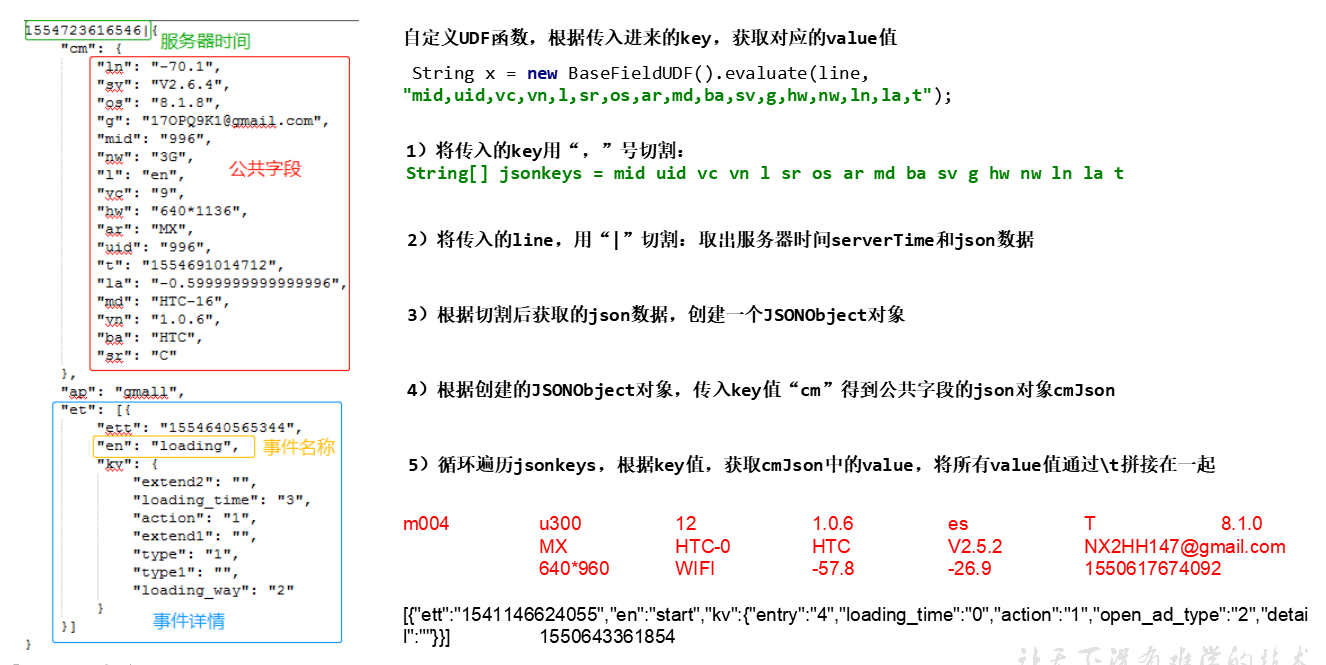 1554723616546|{
服务器时间
"cm": {
"ln": "-70.1",
"sv": "V2.6.4",
"os": "8.1.8",
"g": "17OPQ9K1@gmail.com",
"mid": "996",
"nw": "3G",
"l": "en",
公共字段
"vc": "9",
"hw": "640*1136",
"ar": "MX",
"uid": "996",
"t": "1554691014712",
"la": "-0.5999999999999996",
"md": "HTC-16",
"vn": "1.0.6",
"ba": "HTC",
"sr": "C"
},
"ap": "gmall",
"et": [{
"ett": "1554640565344",
"en": "loading",
事件名称
"kv": {
"extend2": "",
"loading_time": "3",
"action": "1",
"extend1": "",
"type": "1",
"type1": "",
"loading_way": "2"
}
事件详情
}]
}
自定义UDF函数，根据传入进来的key，获取对应的value值
String x = new BaseFieldUDF().evaluate(line,
"mid,uid,vc,vn,l,sr,os,ar,md,ba,sv,g,hw,nw,ln,la,t");
1）将传入的key用“，”号切割：
String[] jsonkeys = mid uid vc vn l sr os ar md ba sv g hw nw ln la t
2）将传入的line，用“|”切割：取出服务器时间serverTime和json数据
3）根据切割后获取的json数据，创建一个JSONObject对象
4）根据创建的JSONObject对象，传入key值“cm”得到公共字段的json对象cmJson
5）循环遍历jsonkeys，根据key值，获取cmJson中的value，将所有value值通过\t拼接在一起
m004 u300 12 1.0.6 es T 8.1.0
MX HTC-0 HTC V2.5.2 NX2HH147@gmail.com
640*960 WIFI -57.8 -26.9 1550617674092
[{"ett":"1541146624055","en":"start","kv":{"entry":"4","loading_time":"0","action":"1","open_ad_type":"2","detai
l":""}}] 1550643361854
让天下没有难学的技术